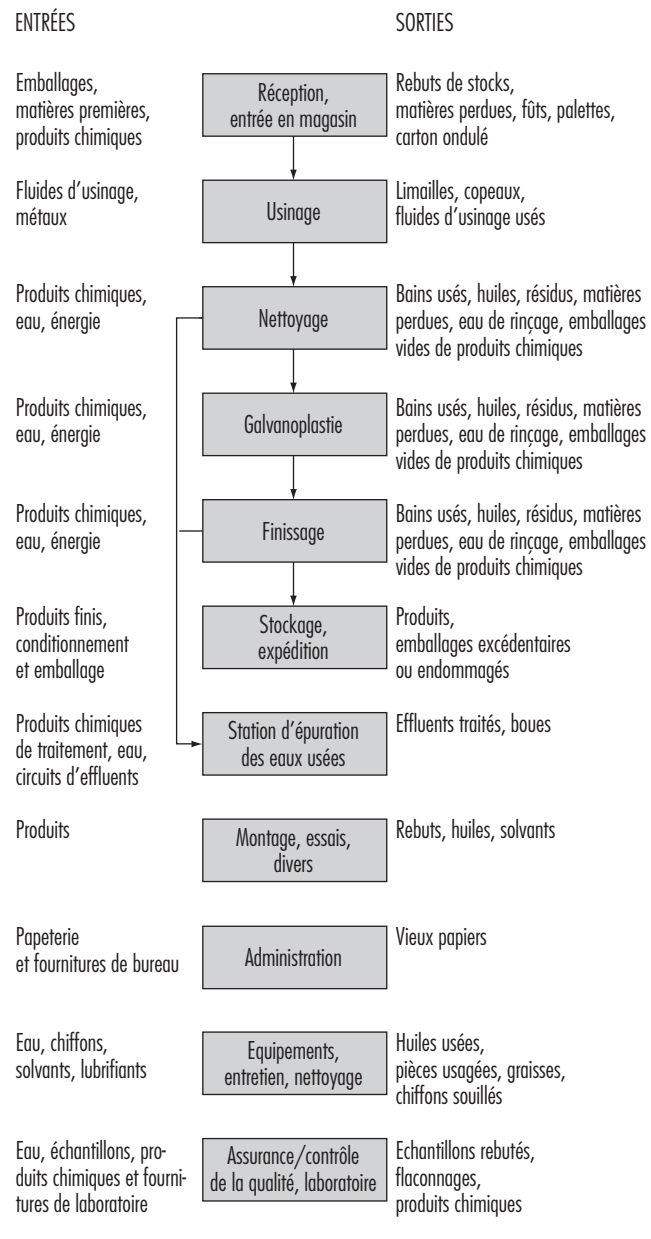 ENTRÉES
SORTIES
Emballages,
matières premières,
produits chimiques
Réception,
entrée en magasin
Rebuts de stocks,
matières perdues, fûts, palettes,
carton ondulé
Fluides d'usinage,
métaux
Usinage
Limailles, copeaux,
fluides d'usinage usés
Produits chimiques,
eau, énergie
Nettoyage
Bains usés, huiles, résidus, matières
perdues, eau de rinçage, emballages
vides de produits chimiques
Produits chimiques,
eau, énergie
Galvanoplastie
Bains usés, huiles, résidus, matières
perdues, eau de rinçage, emballages
vides de produits chimiques
Produits chimiques,
eau, énergie
Finissage
Bains usés, huiles, résidus, matières
perdues, eau de rinçage, emballages
vides de produits chimiques
Produits finis,
conditionnement
et emballage
Stockage,
expédition
Produits,
emballages excédentaires
ou endommagés
Produits chimiques
de traitement, eau,
circuits d'effluents
Station d'épuration
des eaux usées
Effluents traités, boues
Produits
Montage, essais,
divers
Rebuts, huiles, solvants
Papeterie
et fournitures de bureau
Administration
Vieux papiers
Eau, chiffons,
solvants, lubrifiants
Equipements,
entretien, nettoyage
Huiles usées,
pièces usagées, graisses,
chiffons souillés
Eau, échantillons, pro-
duits chimiques et fourni-
tures de laboratoire
Assurance/contrôle
de la qualité, laboratoire
Echantillons rebutés,
flaconnages,
produits chimiques